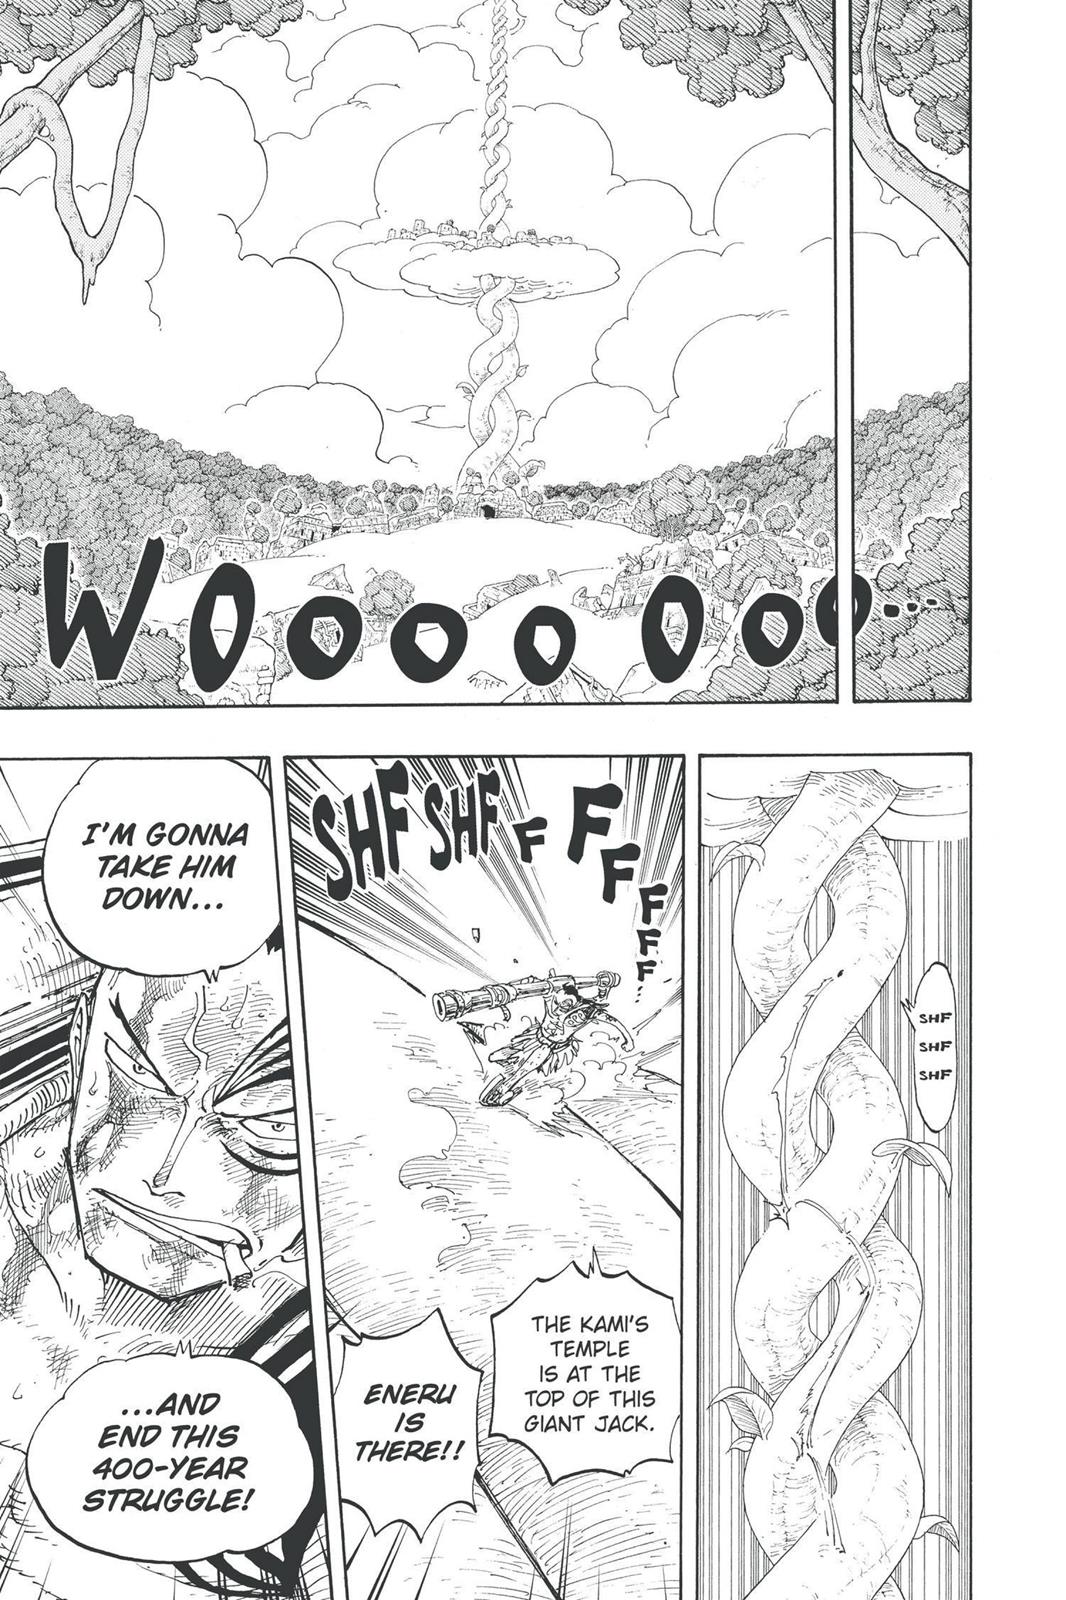 WOOOOOOO...
SHF
SHF
SHF
SHF SHF F F F F F F F...
THE KAMI'S
TEMPLE
IS AT THE
TOP OF THIS
GIANT JACK.
ENERU
IS
THERE!!
I'M GONNA
TAKE HIM
DOWN...
...AND
END THIS
400-YEAR
STRUGGLE!